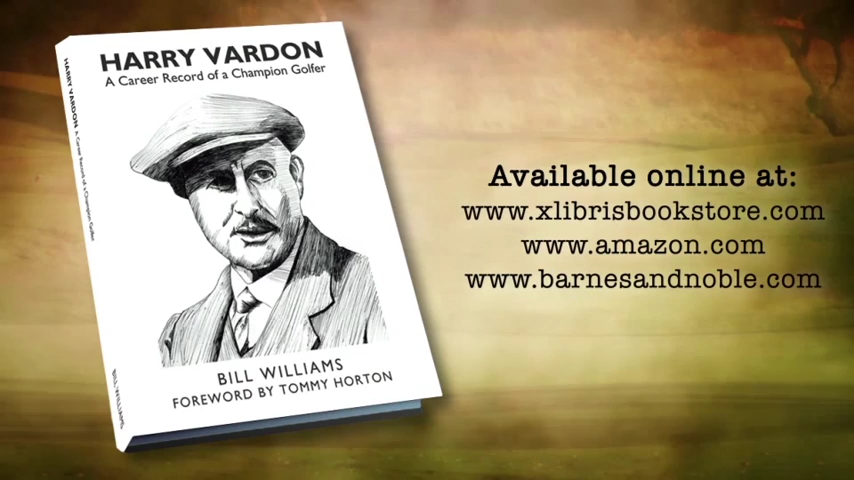 HARRY VARDON
A Career Record of a Champion Golfer
HARRY VARDON A Career Record of a Champion Golfer
BILL WILLIAMS
BILL WILLIAMS
FOREWORD BY TOMMY HORTON
Available online at:
www.xlibrisbookstore.com
www.amazon.com
www.barnesandnoble.com